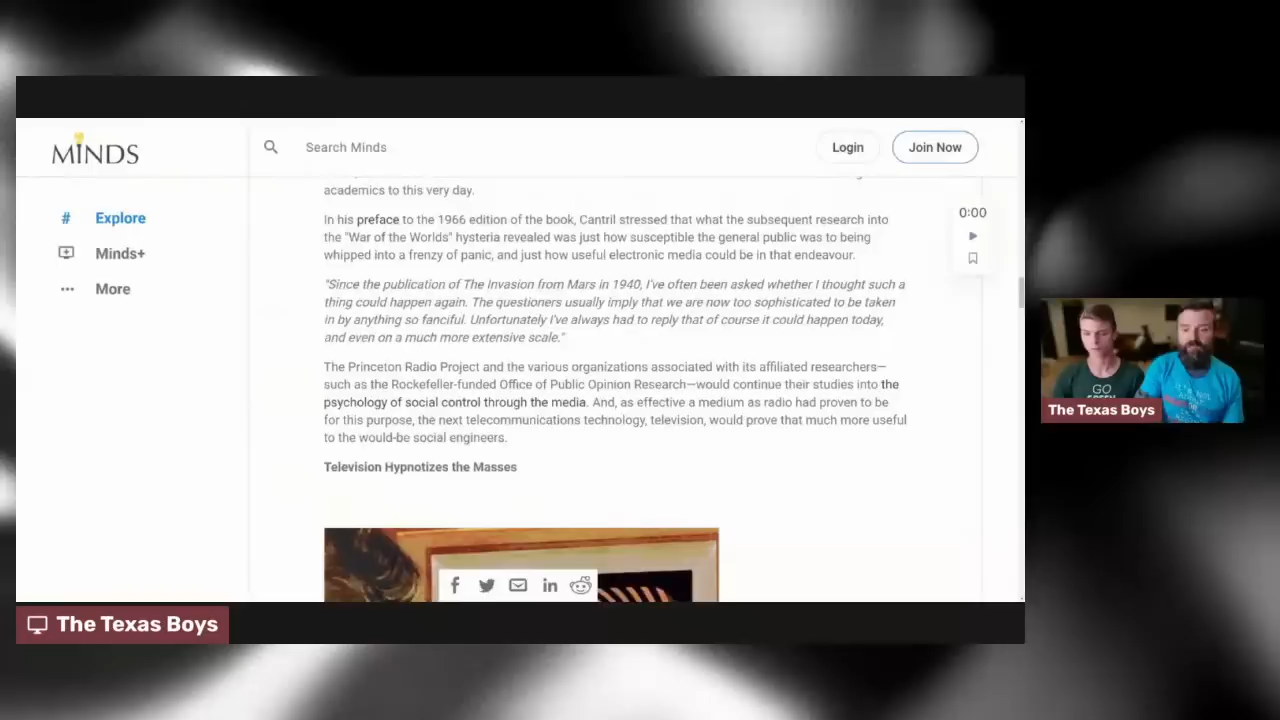 MINDS
Search Minds
Login
Join Now
# Explore
Minds+
More
0:00
academics to this very day.
In his preface to the 1966 edition of the book, Cantril stressed that what the subsequent research into
the "War of the Worlds" hysteria revealed was just how susceptible the general public was to being
whipped into a frenzy of panic, and just how useful electronic media could be in that endeavour.
"Since the publication of The Invasion from Mars in 1940, I've often been asked whether I thought such a
thing could happen again. The questioners usually imply that we are now too sophisticated to be taken
in by anything so fanciful. Unfortunately I've always had to reply that of course it could happen today,
and even on a much more extensive scale."
The Princeton Radio Project and the various organizations associated with its affiliated researchers—
such as the Rockefeller-funded Office of Public Opinion Research—would continue their studies into the
psychology of social control through the media. And, as effective a medium as radio had proven to be
for this purpose, the next telecommunications technology, television, would prove that much more useful
to the would-be social engineers.
Television Hypnotizes the Masses
GO
The Texas Boys
The Texas Boys